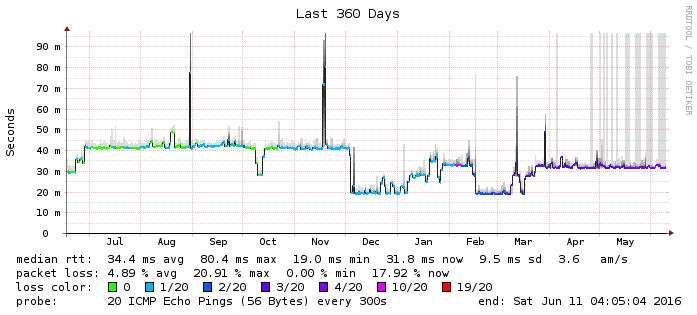 Last 360 Days
RRDTOOL / TOBI OETIKER
Seconds
90 m
80 m
70 m
60 m
50 m
40 m
30 m
20 m
10 m
0
Jul Aug Sep Oct Nov Dec Jan Feb Mar Apr May
median rtt: 34.4 ms avg 80.4 ms max 19.0 ms min 31.8 ms now 9.5 ms sd 3.6 am/s
packet loss: 4.89 % avg 20.91 % max 0.00 % min 17.92 % now
loss color: 0 1/20 2/20 3/20 4/20 10/20 19/20
probe: 20 ICMP Echo Pings (56 Bytes) every 300s end: Sat Jun 11 04:05:04 2016